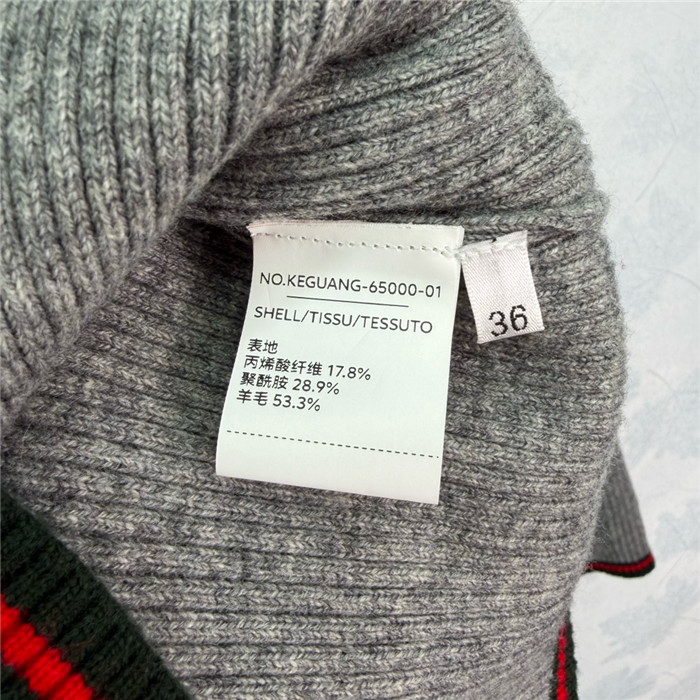 NO.KEGUANG-65000-01
SHELL/TISSU/TESSUTO
表地
丙烯酸纤维 17.8%
聚酰胺 28.9%
羊毛 53.3%
36